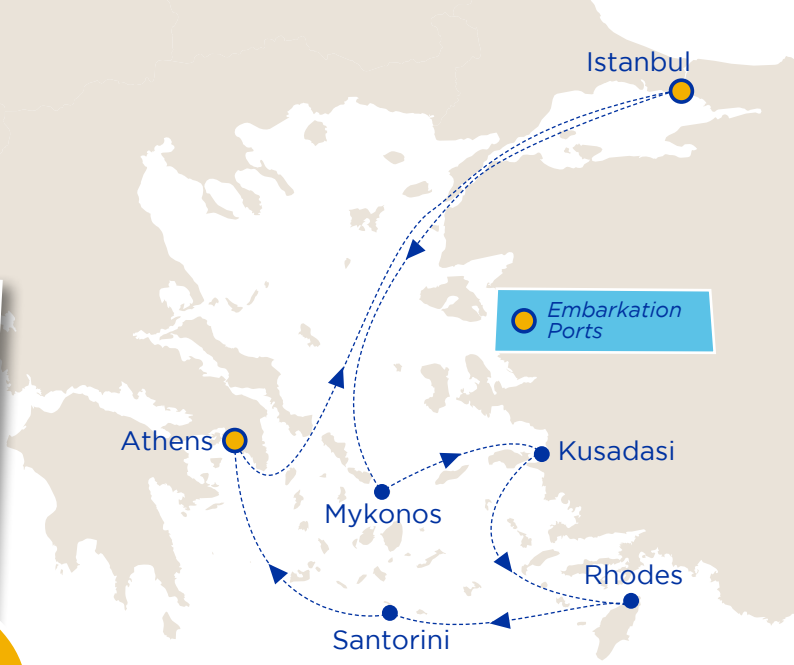 Istanbul
Embarkation
Ports
Athens
Kusadasi
Mykonos
Rhodes
Santorini